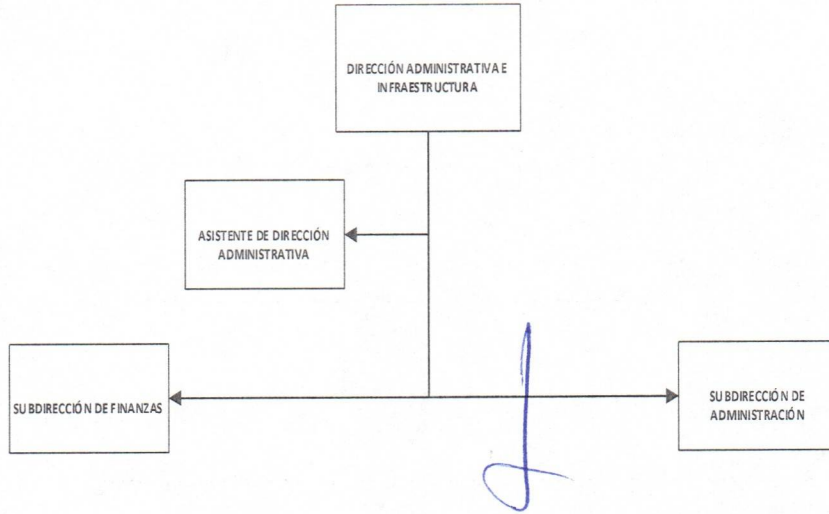 DIRECCIÓN ADMINISTRATIVA E
INFRAESTRUCTURA
ASISTENTE DE DIRECCIÓN
ADMINISTRATIVA
SUBDIRECCIÓN DE FINANZAS
SUBDIRECCIÓN DE
ADMINISTRACIÓN